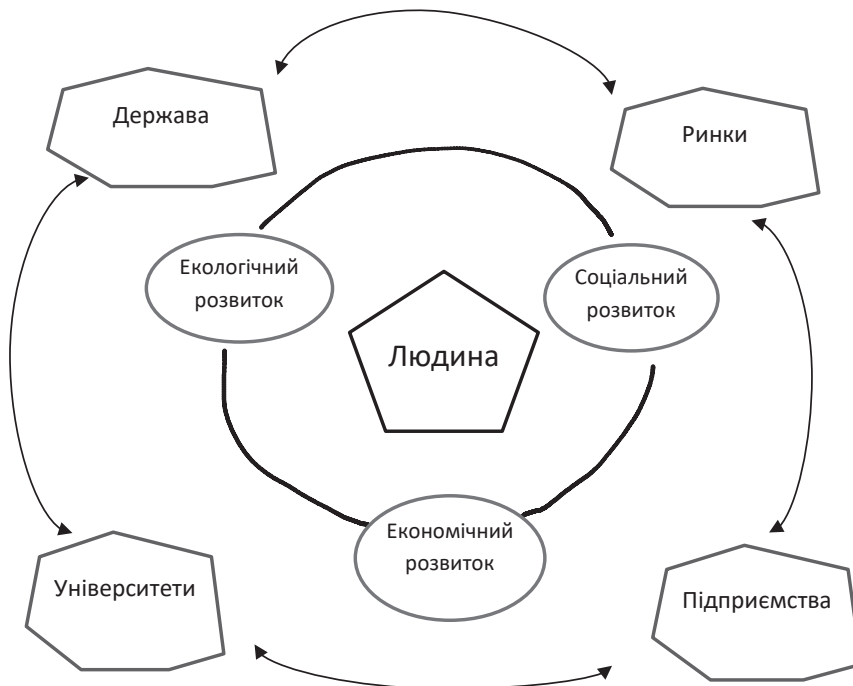 Держава
Ринки
Екологічний
розвиток
Соціальний
розвиток
Людина
Економічний
розвиток
Університети
Підприємства